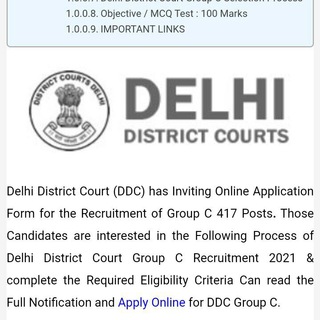 1.0.0.8. Objective / MCQ Test : 100 Marks
1.0.0.9. IMPORTANT LINKS
DISTRICT COURTS DELHI
DELHI
DISTRICT COURTS
Delhi District Court (DDC) has Inviting Online Application
Form for the Recruitment of Group C 417 Posts. Those
Candidates are interested in the Following Process of
Delhi District Court Group C Recruitment 2021 &
complete the Required Eligibility Criteria Can read the
Full Notification and Apply Online for DDC Group C.